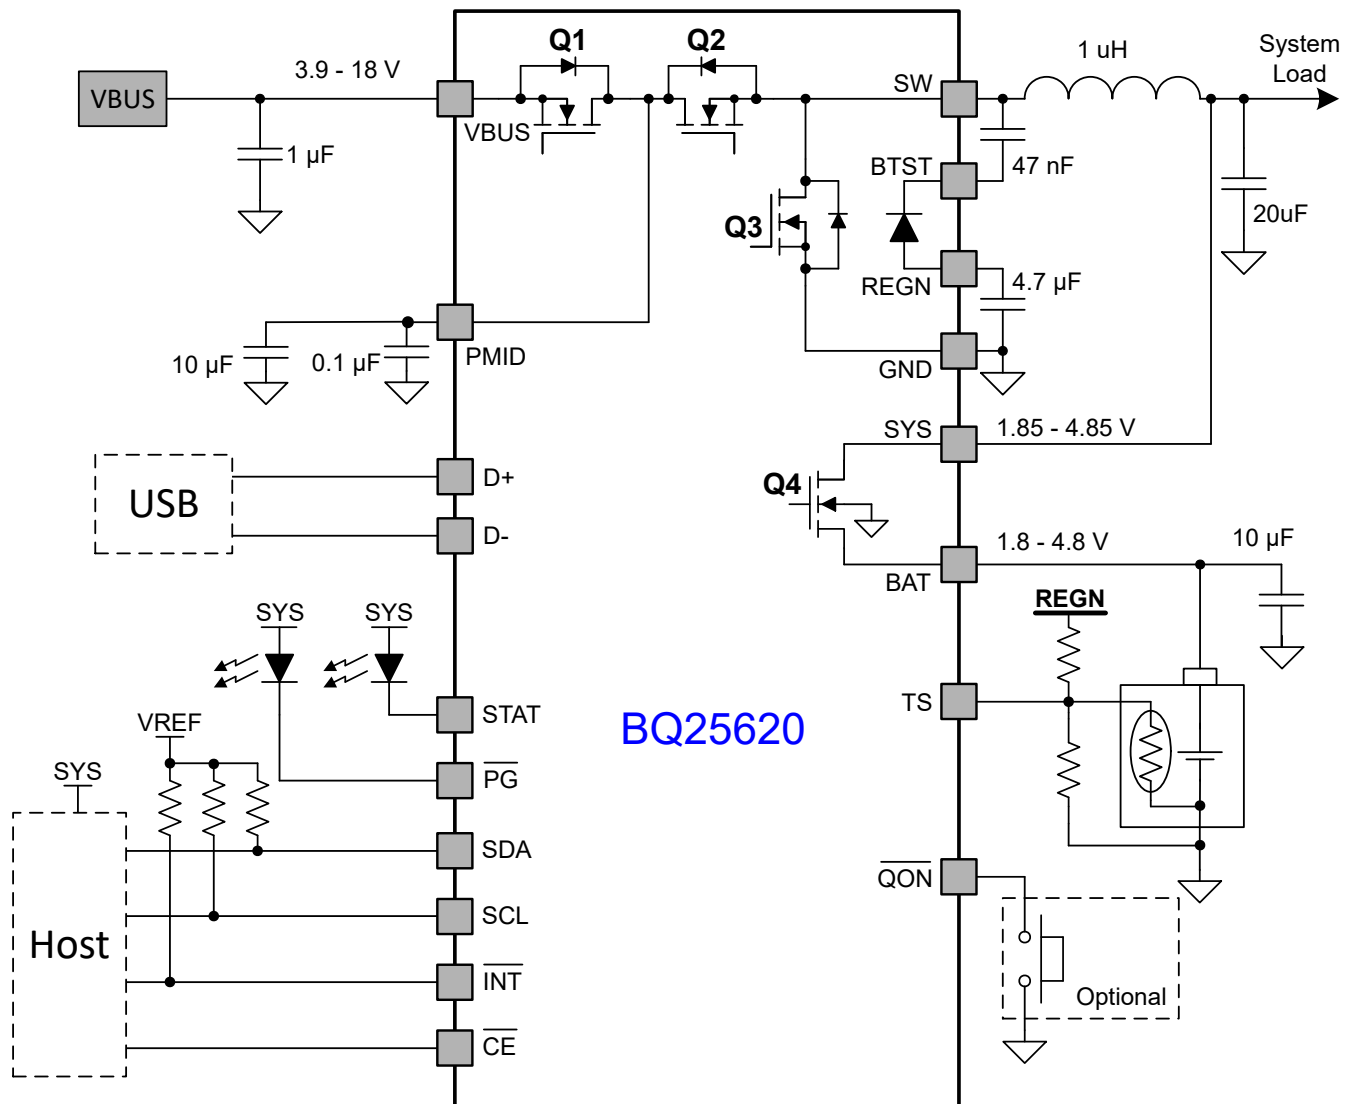 Q1
Q2
3.9 - 18 V
1 uH
System
Load
VBUS
SW
VBUS
1 µF
BTST
47 nF
20uF
Q3
REGN
4.7 µF
10 µF
0.1 µF
PMID
GND
SYS
1.85 - 4.85 V
USB
D+
D-
Q4
1.8 - 4.8 V
10 µF
BAT
REGN
SYS
SYS
STAT
BQ25620
TS
VREF
SYS
PG
SDA
QON
SCL
Host
INT
Optional
CE